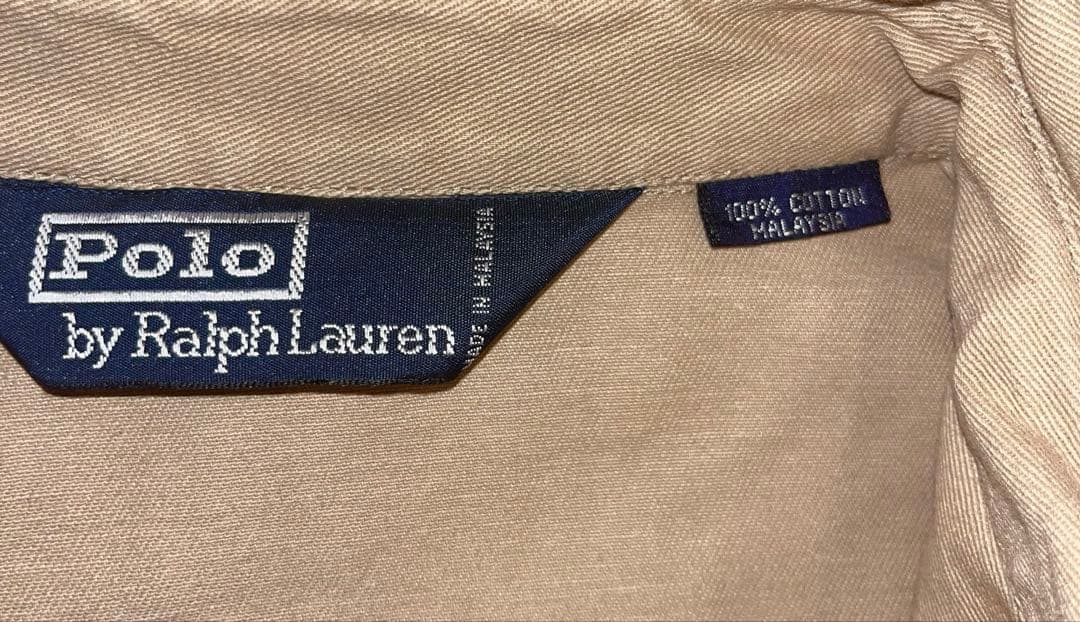 Polo
by Ralph Lauren
MADE IN MALAYSIA
100% COTTON
MALAYSIA